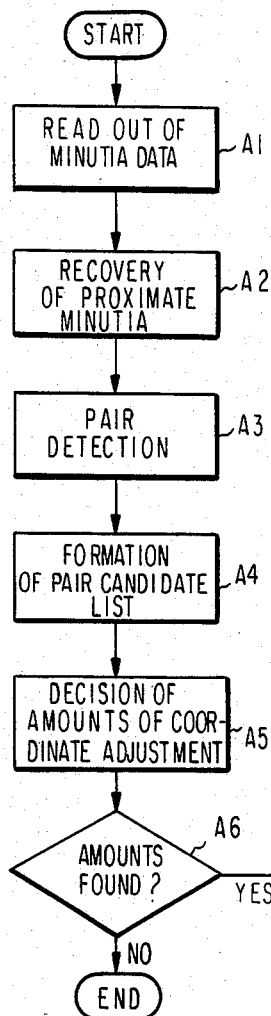 START
READ OUT OF
MINUTIA DATA
A1
RECOVERY
OF PROXIMATE
MINUTIA
A2
PAIR
DETECTION
A3
FORMATION
OF PAIR CANDIDATE
LIST
A4
DECISION OF
AMOUNTS OF COOR-
DINATE ADJUSTMENT
A5
AMOUNTS
FOUND?
A6
YES
NO
END